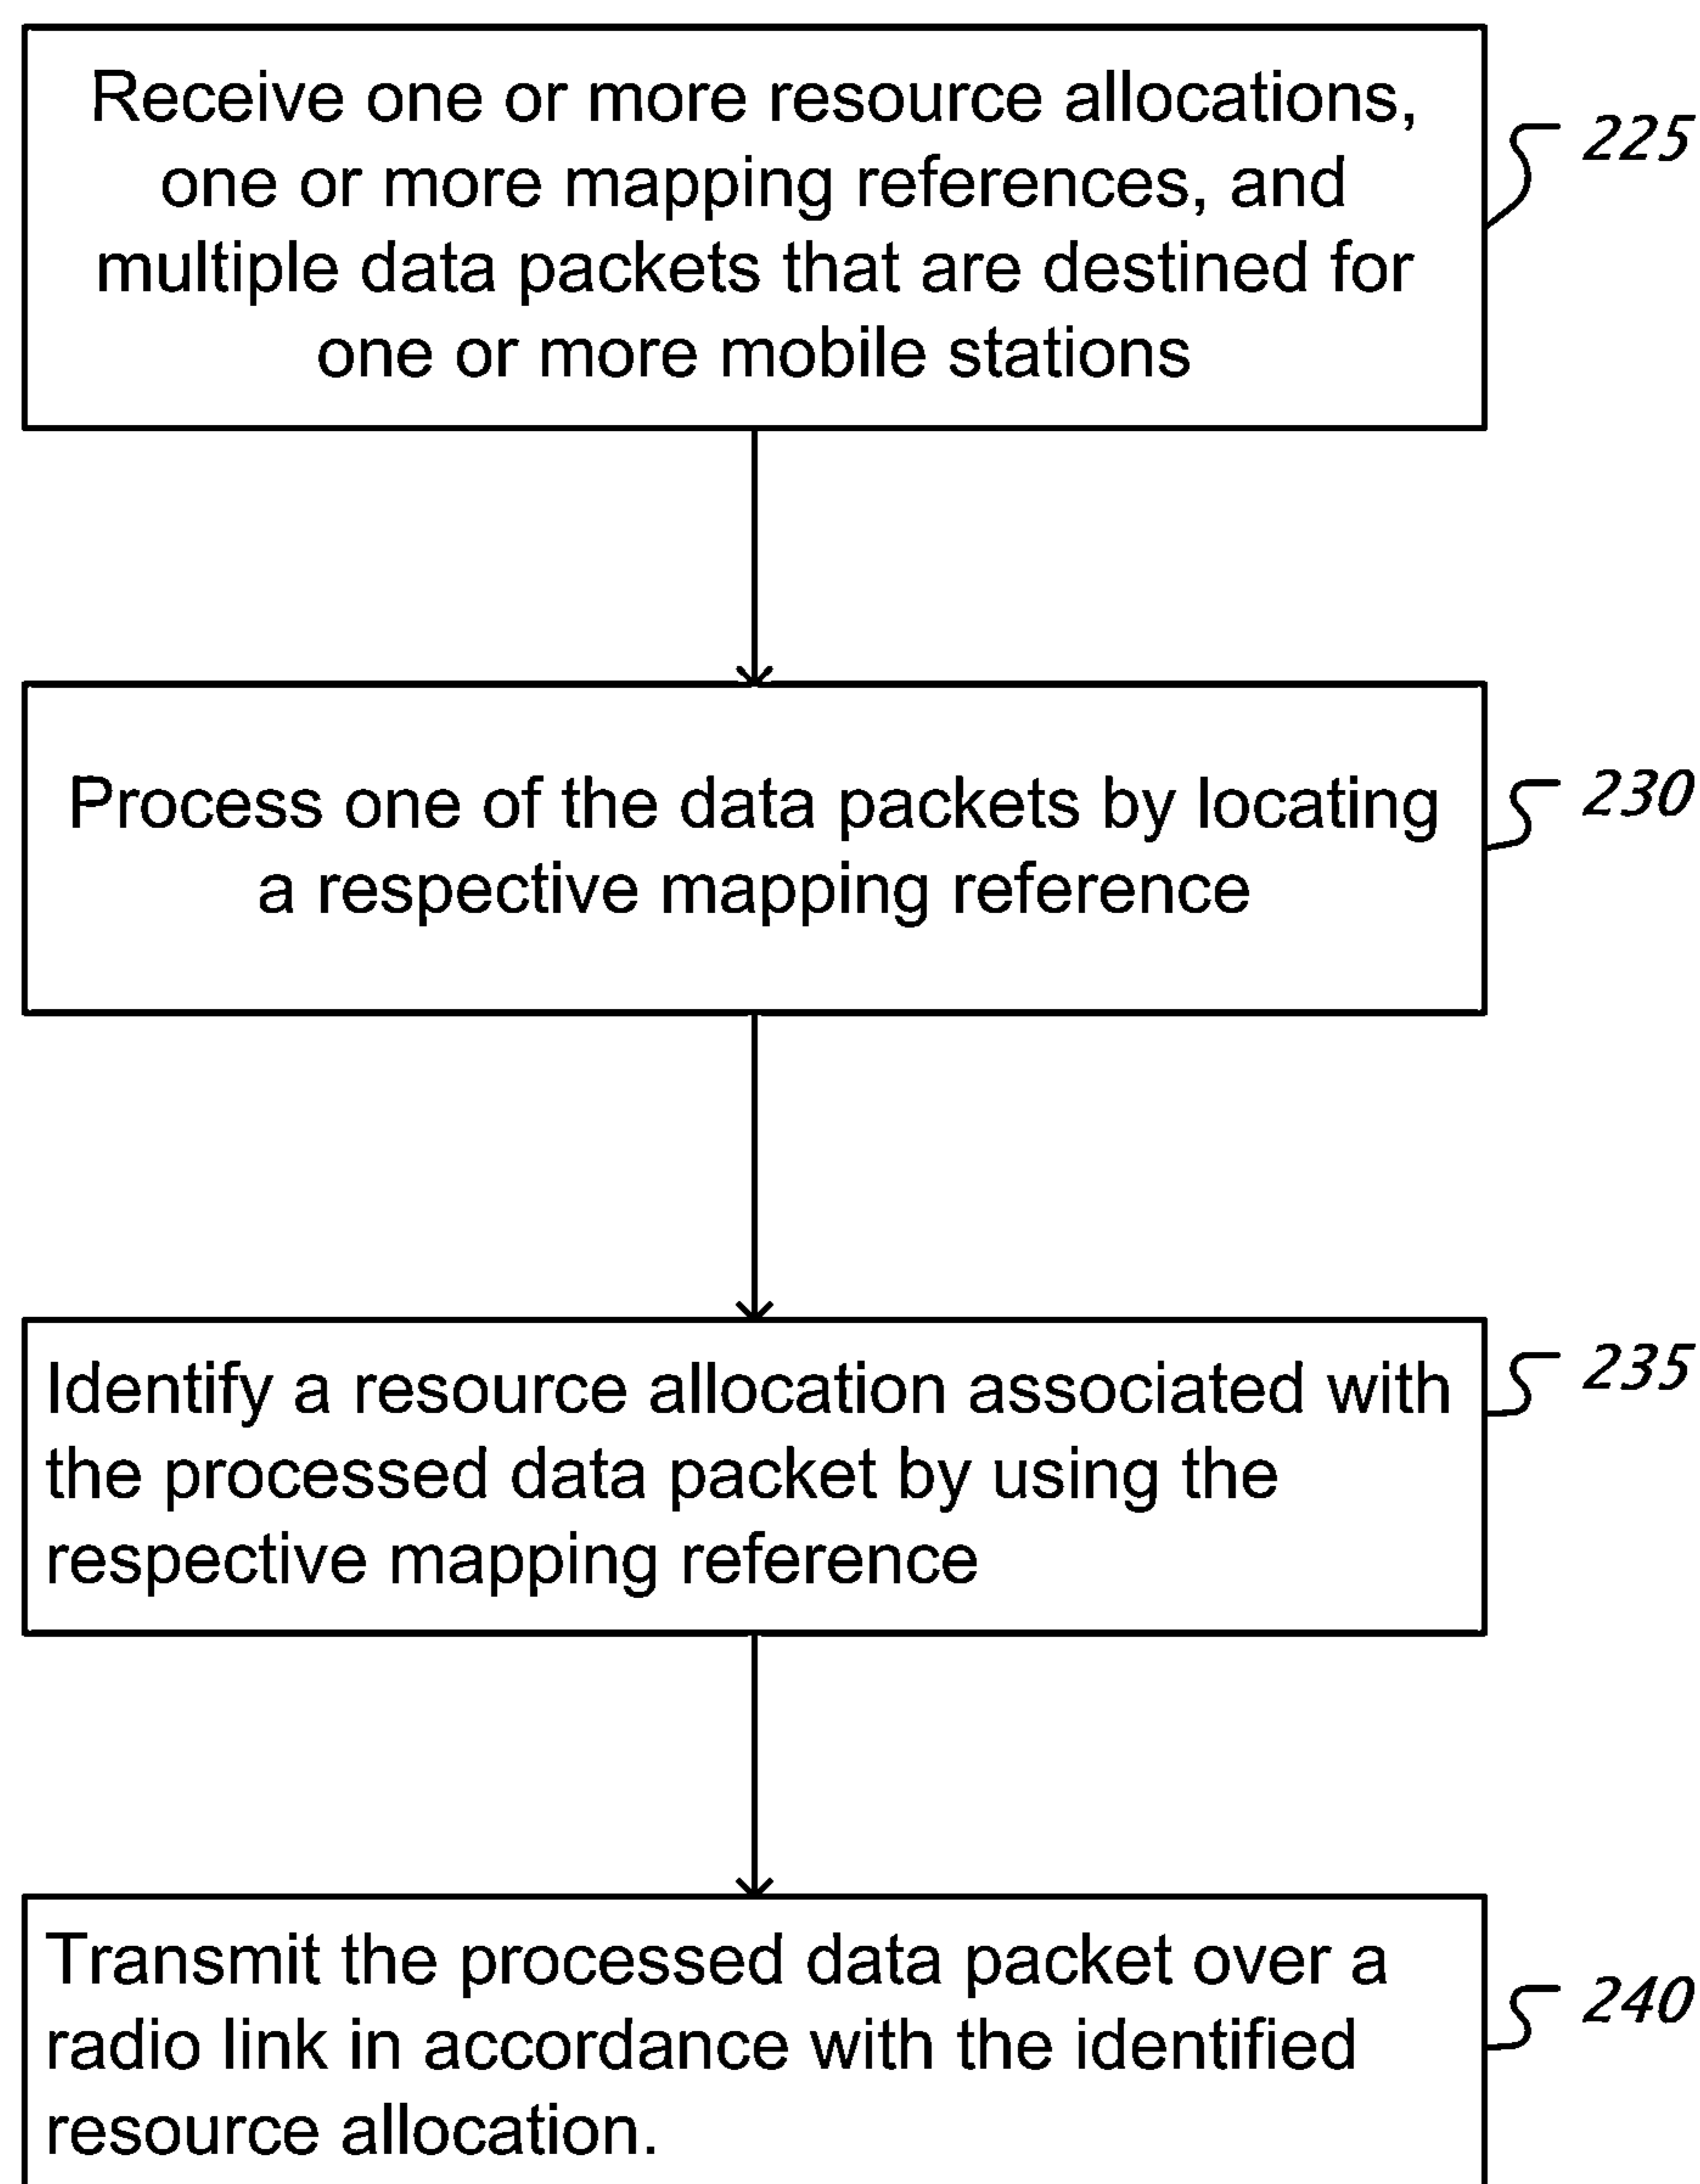 Receive one or more resource allocations,
one or more mapping references, and
multiple data packets that are destined for
one or more mobile stations
225
Process one of the data packets by locating
a respective mapping reference
230
Identify a resource allocation associated with
the processed data packet by using the
respective mapping reference
235
Transmit the processed data packet over a
radio link in accordance with the identified
resource allocation.
240